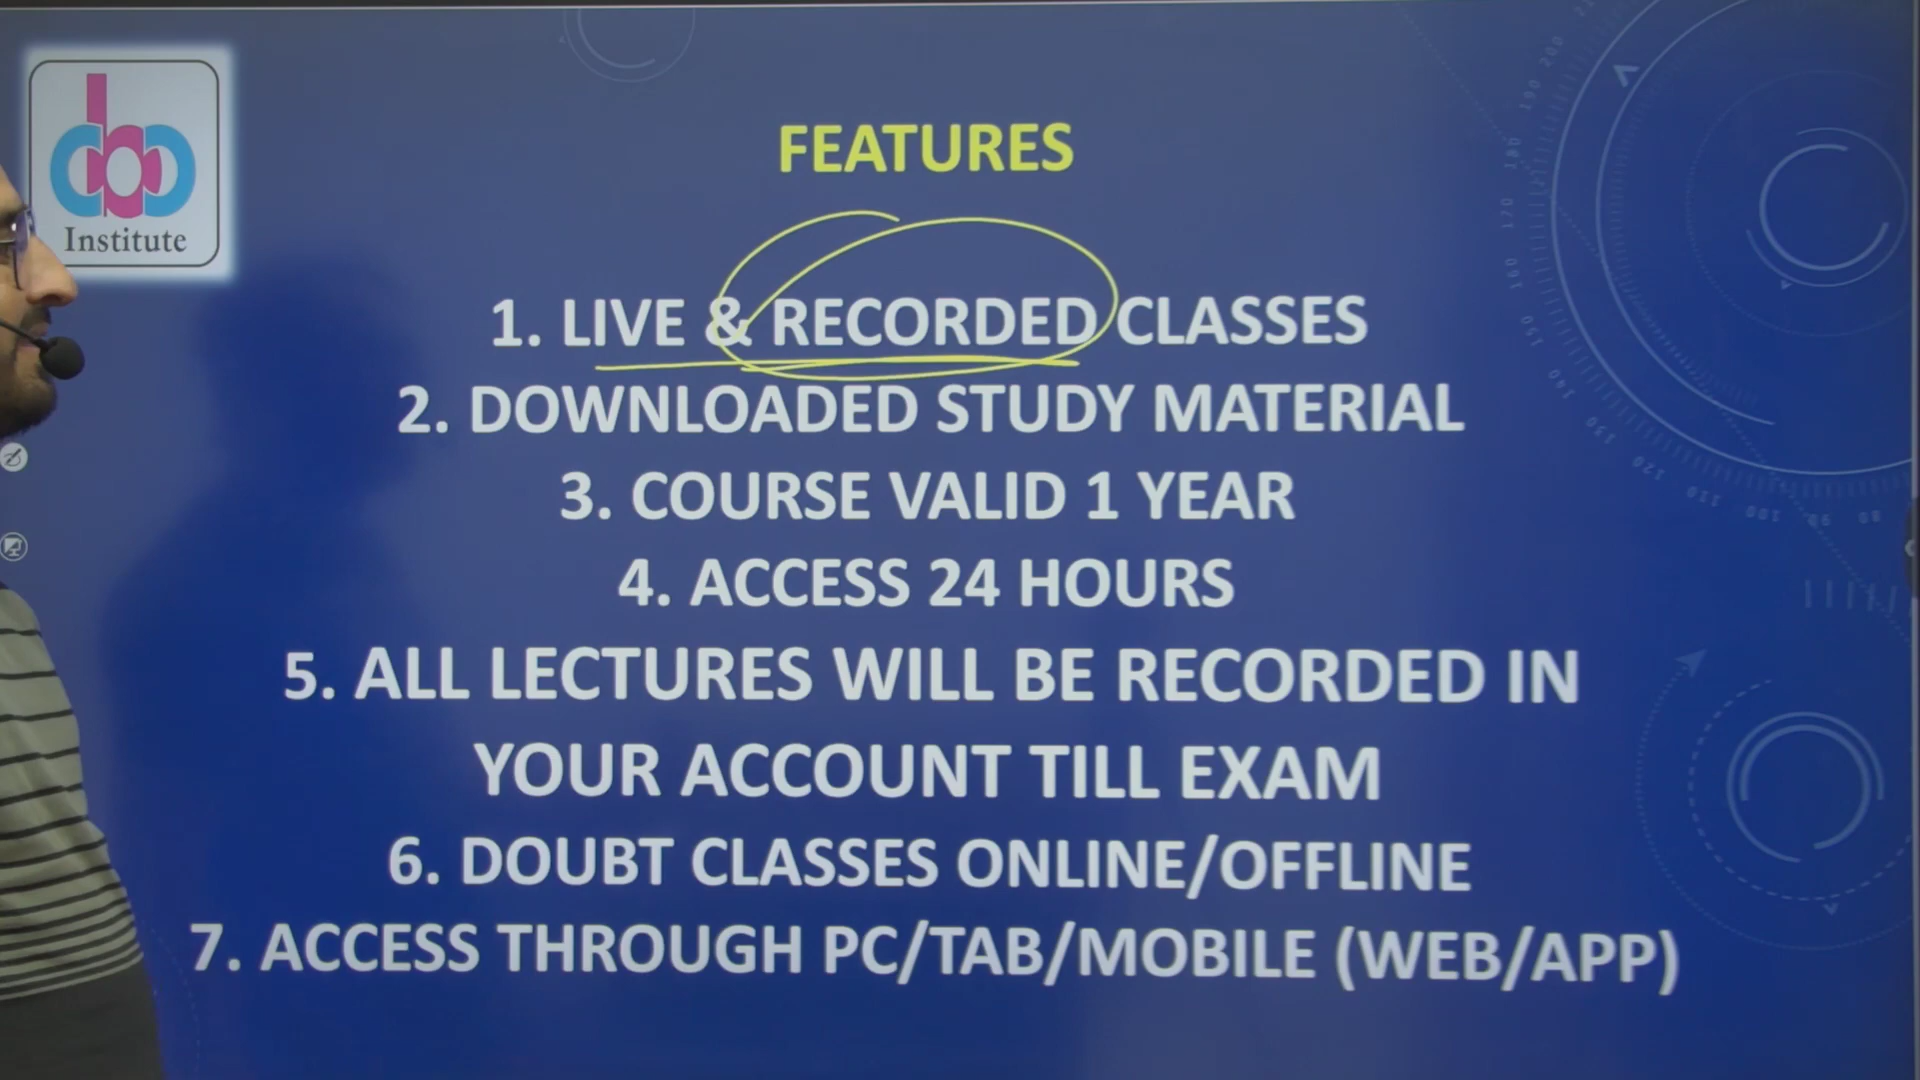 Institute
FEATURES
1. LIVE & RECORDED CLASSES
2. DOWNLOADED STUDY MATERIAL
3. COURSE VALID 1 YEAR
4. ACCESS 24 HOURS
5. ALL LECTURES WILL BE RECORDED IN
YOUR ACCOUNT TILL EXAM
6. DOUBT CLASSES ONLINE/OFFLINE
7. ACCESS THROUGH PC/TAB/MOBILE (WEB/APP)